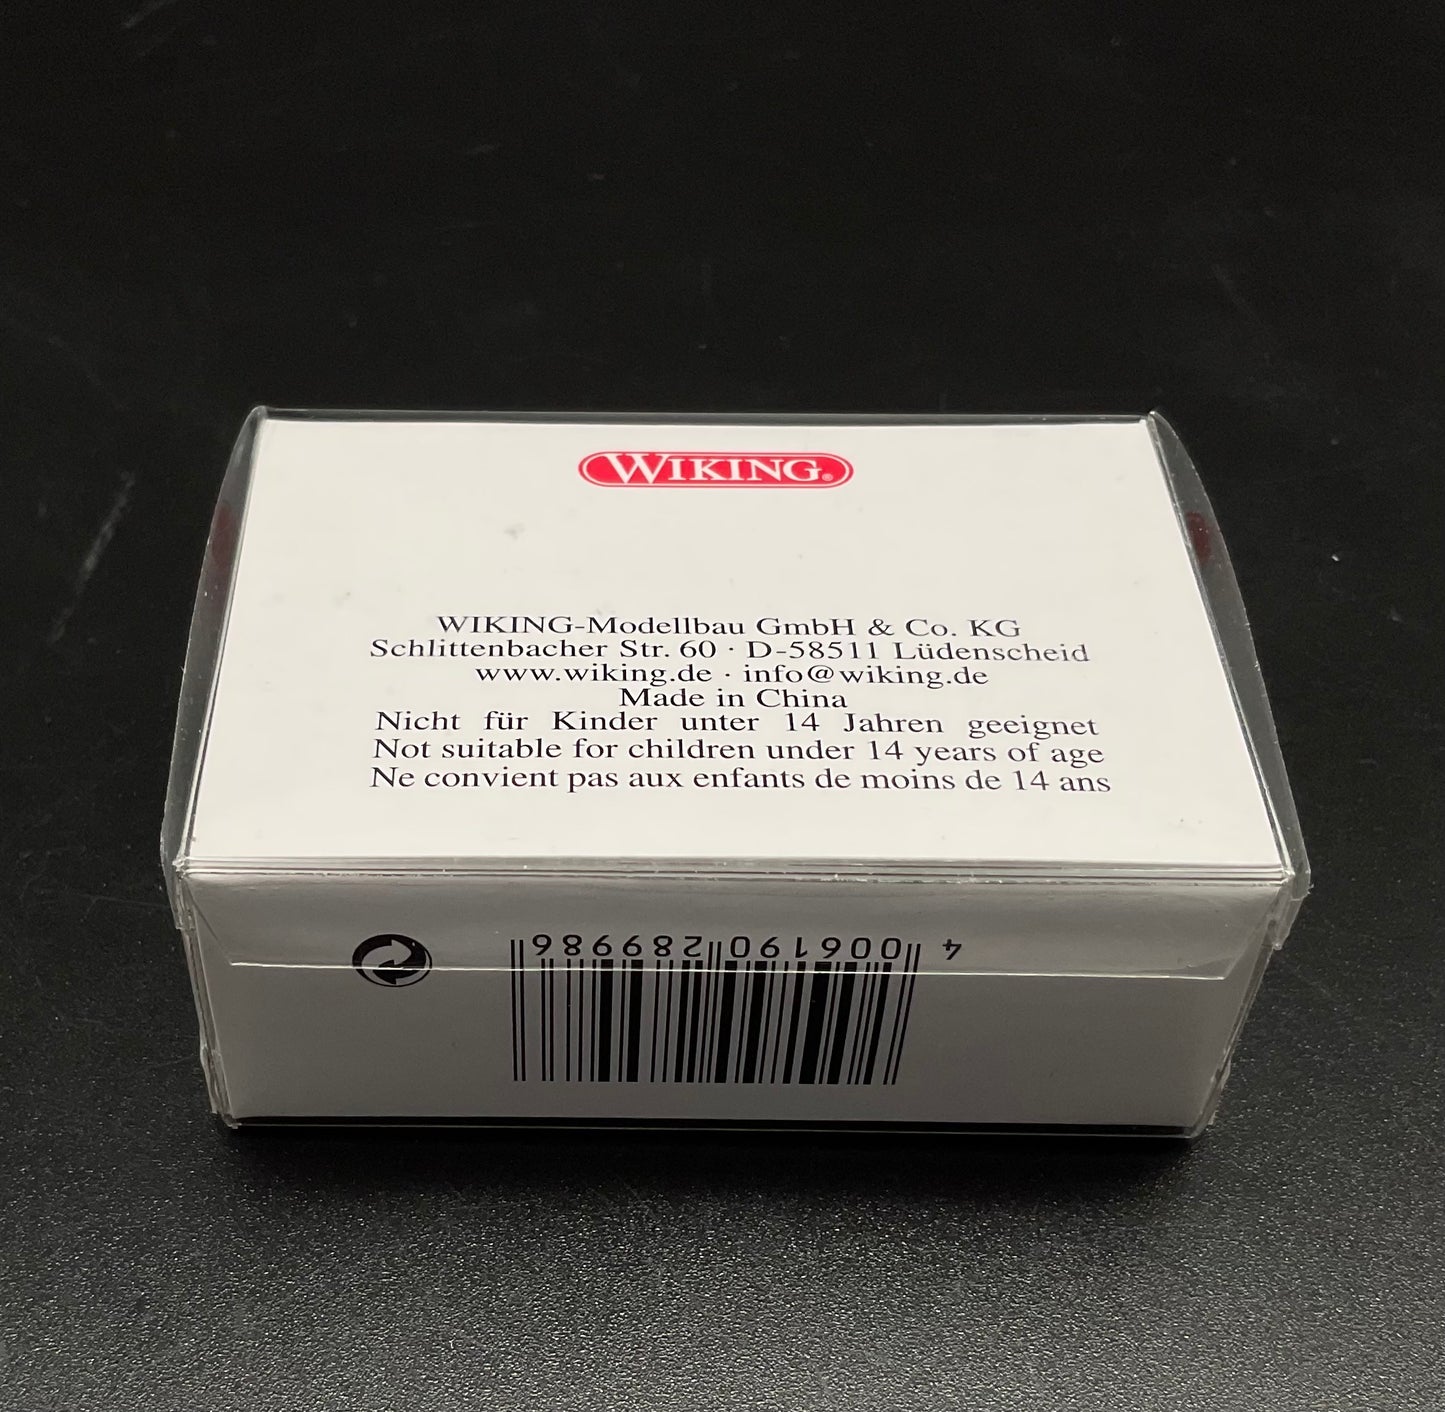 WIKING®
WIKING-Modellbau GmbH & Co. KG
Schlittenbacher Str. 60 · D-58511 Lüdenscheid
www.wiking.de · info@wiking.de
Made in China
Nicht für Kinder unter 14 Jahren geeignet
Not suitable for children under 14 years of age
Ne convient pas aux enfants de moins de 14 ans
4 006190 289986